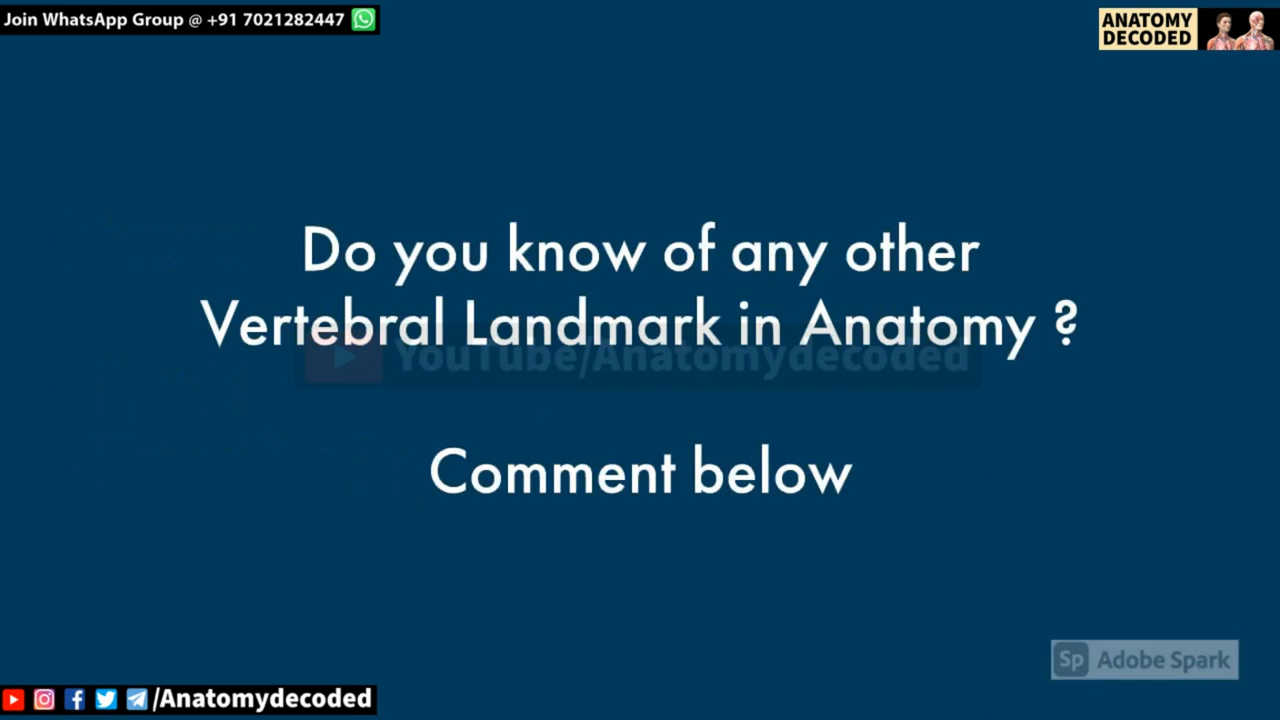 Join WhatsApp Group @ +91 7021282447
ANATOMY
DECODED
Do you know of any other
Vertebral Landmark in Anatomy ?
YouTube/Anatomydecoded
Comment below
Sp Adobe Spark
/Anatomydecoded